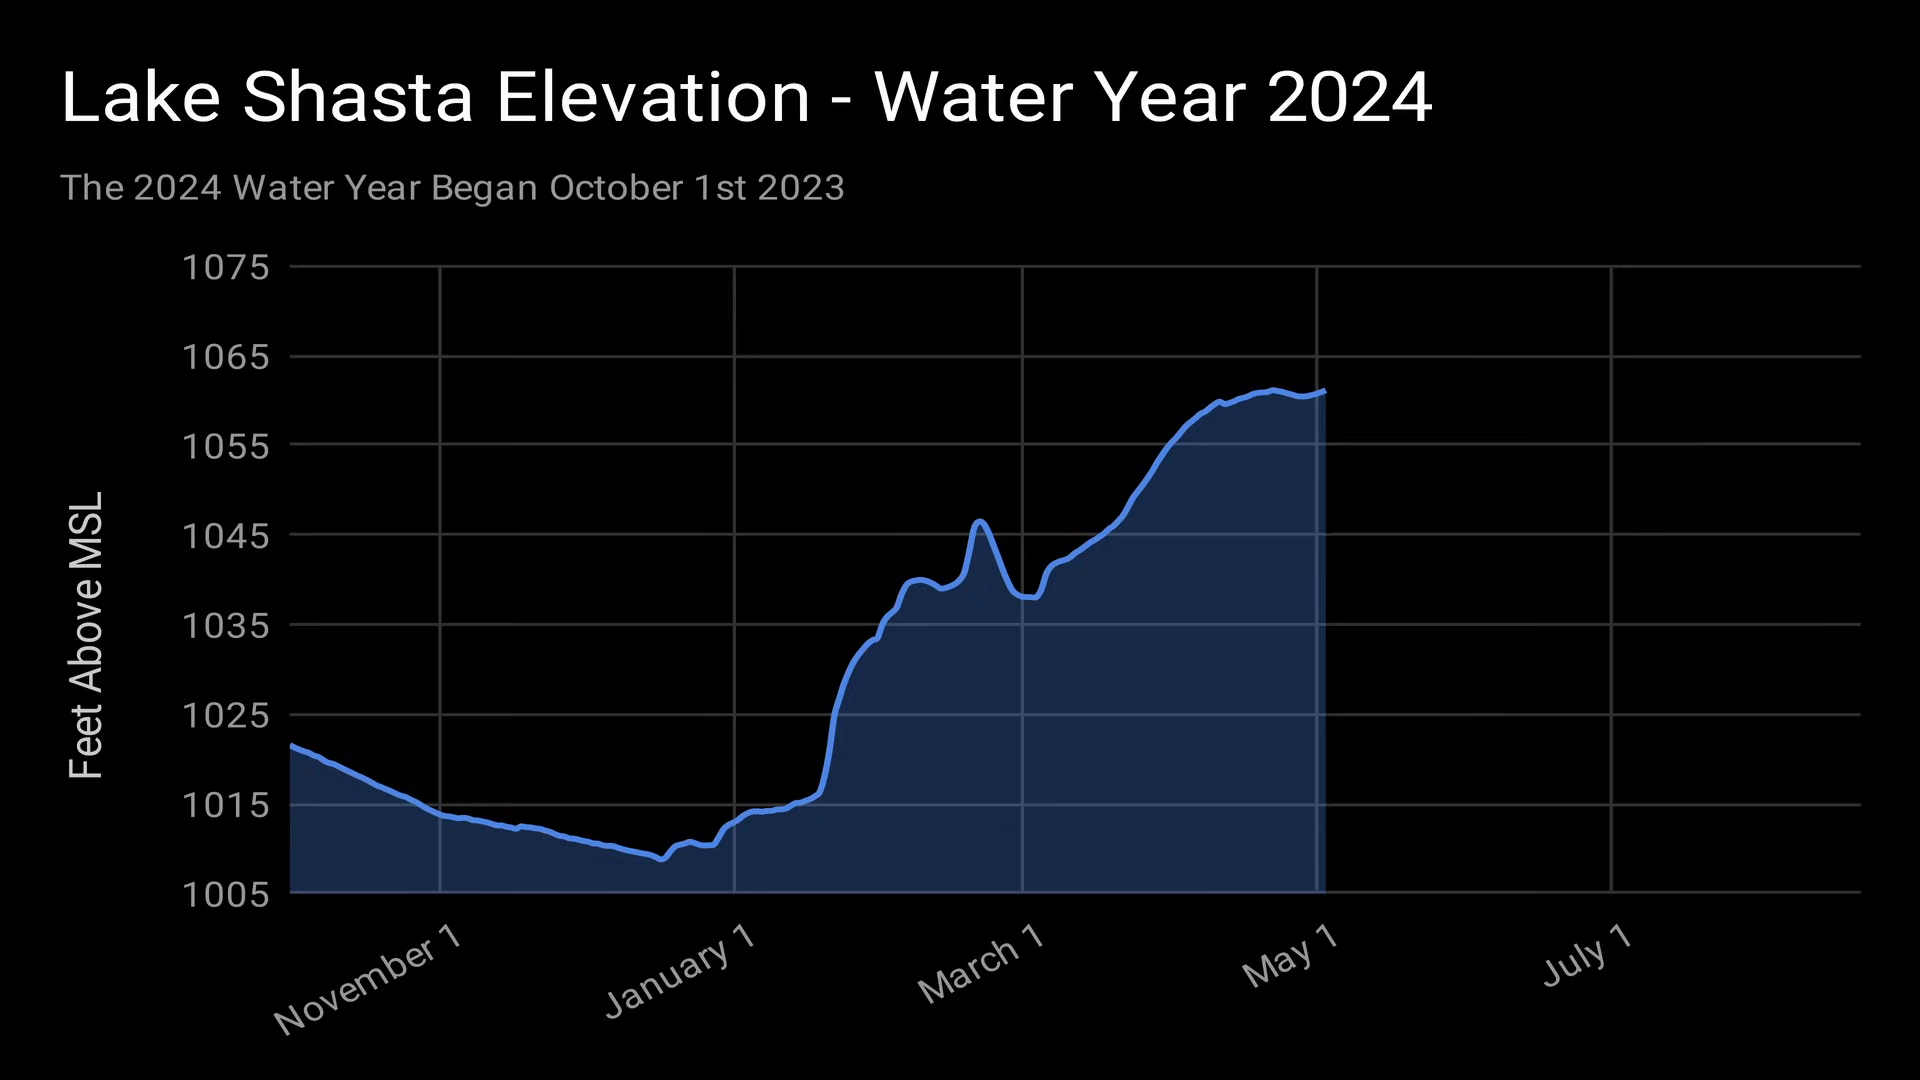 Lake Shasta Elevation - Water Year 2024
The 2024 Water Year Began October 1st 2023
Feet Above MSL
1075
1065
1055
1045
1035
1025
1015
1005
November 1
January 1
March 1
May 1
July 1